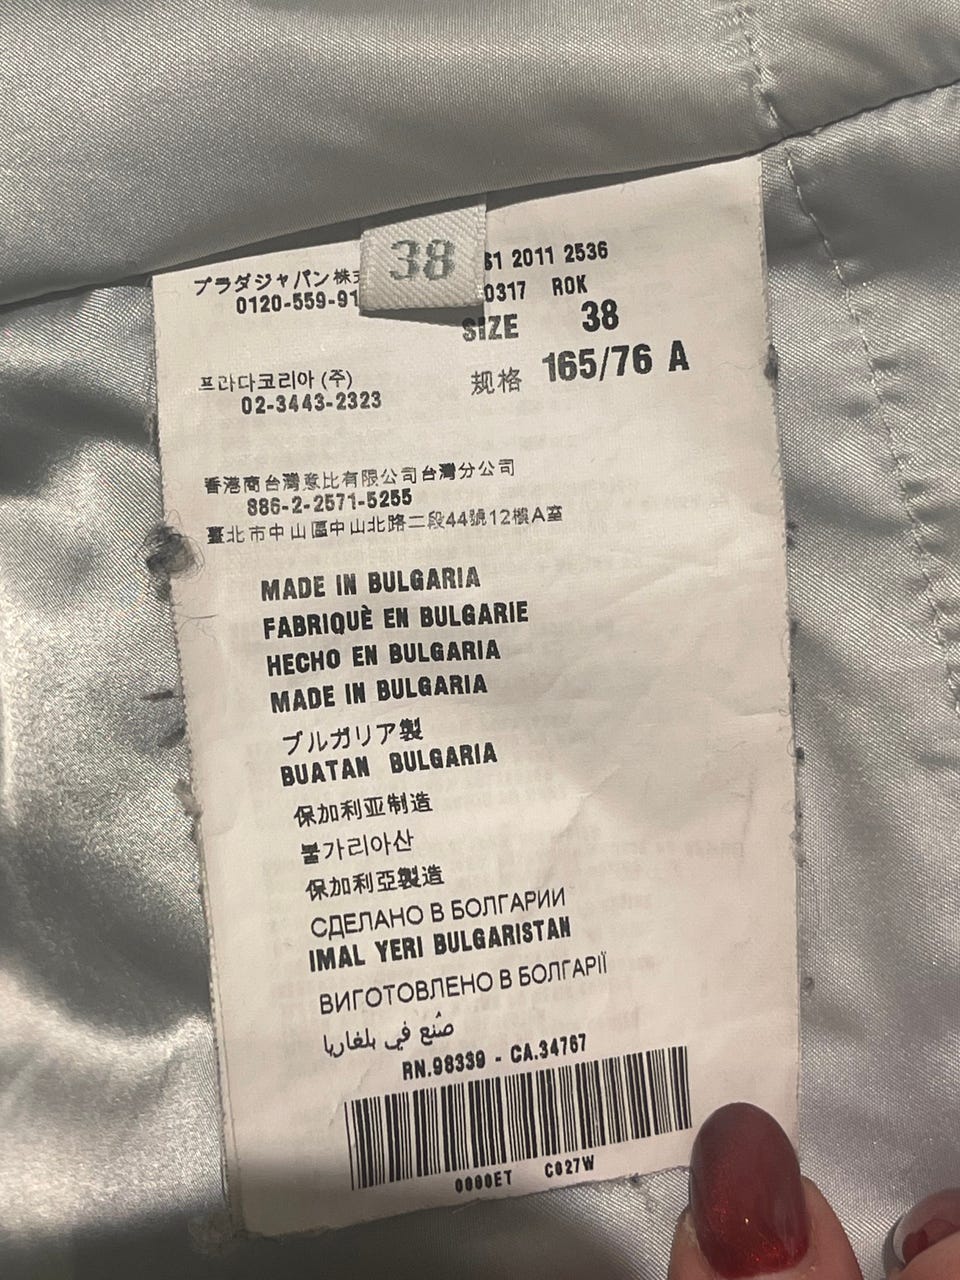 38
プラダジャパン株式
0120-559-91
S1 2011 2536
0317 ROK
SIZE 38
规格 165/76 A
프라다코리아 (주)
02-3443-2323
香港商台灣意比有限公司台灣分公司
886-2-2571-5255
臺北市中山區中山北路二段44號12樓A室
MADE IN BULGARIA
FABRIQUÈ EN BULGARIE
HECHO EN BULGARIA
MADE IN BULGARIA
ブルガリア製
BUATAN BULGARIA
保加利亚制造
불가리아산
保加利亞製造
СДЕЛАНО В БОЛГАРИИ
IMAL YERI BULGARISTAN
ВИГОТОВЛЕНО В БОЛГАРІЇ
صُنع في بلغاريا
RN.98339 - CA.34767
0000ET C027W